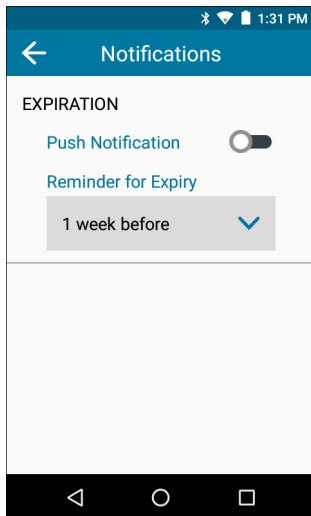 1:31 PM
Notifications
EXPIRATION
Push Notification
Reminder for Expiry
1 week before